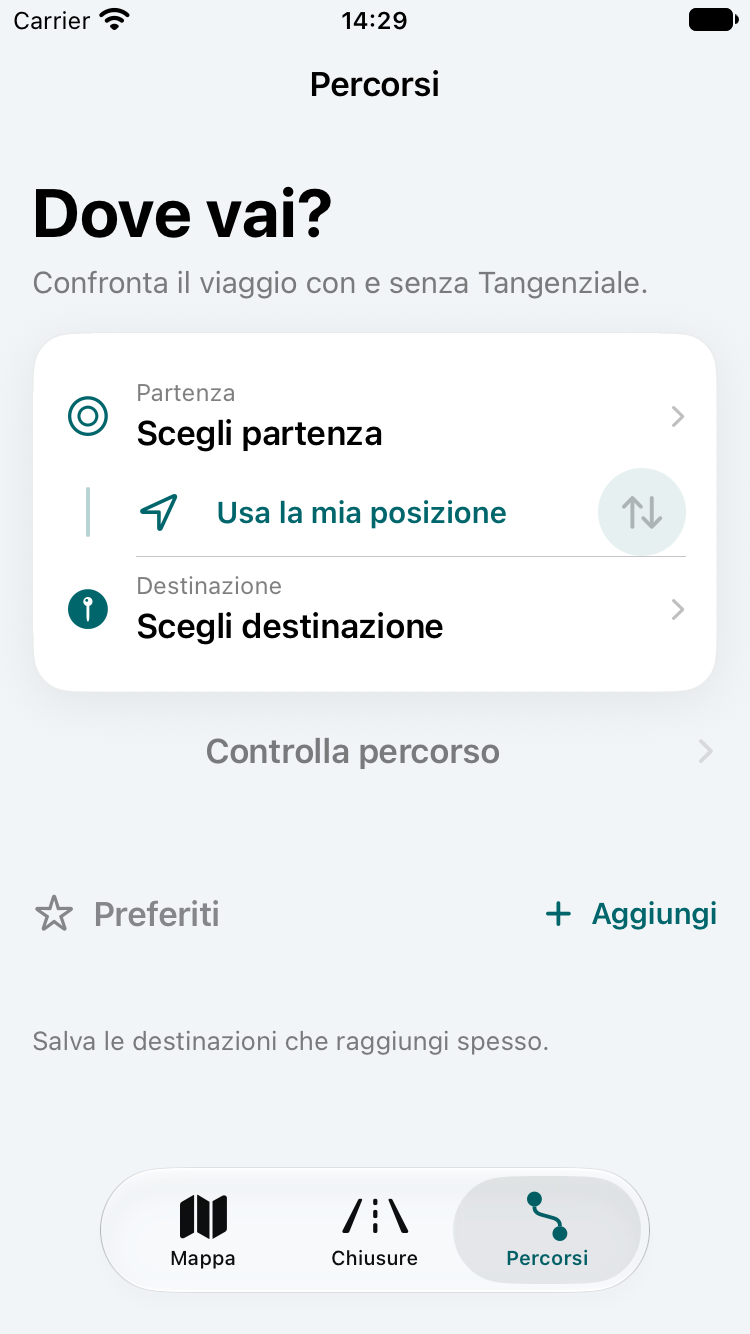 Carrier 14:29
Percorsi
Dove vai?
Confronta il viaggio con e senza Tangenziale.
Partenza
Scegli partenza
Usa la mia posizione
Destinazione
Scegli destinazione
Controlla percorso
Preferiti
Aggiungi
Salva le destinazioni che raggiungi spesso.
Mappa
Chiusure
Percorsi